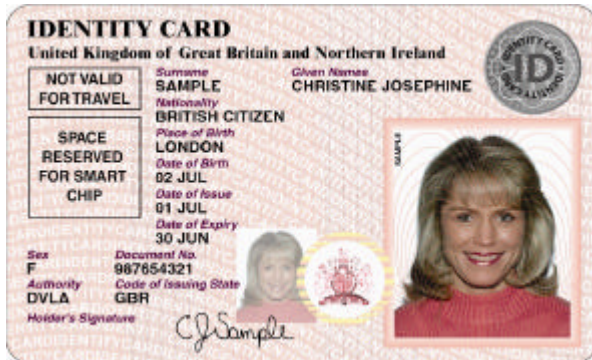 IDENTITY CARD
United Kingdom of Great Britain and Northern Ireland
NOT VALID
FOR TRAVEL
SPACE
RESERVED
FOR SMART
CHIP
Surname Given Names
SAMPLE CHRISTINE JOSEPHINE
Nationality
BRITISH CITIZEN
Place of Birth
LONDON
Date of Birth
02 JUL
Date of Issue
01 JUL
Date of Expiry
30 JUN
Sex Document No.
F 987654321
Authority Code of Issuing State
DVLA GBR
Holder's Signature
CJSample
IDENTITY CARD · IDENTITY CARD
ID
SAMPLE